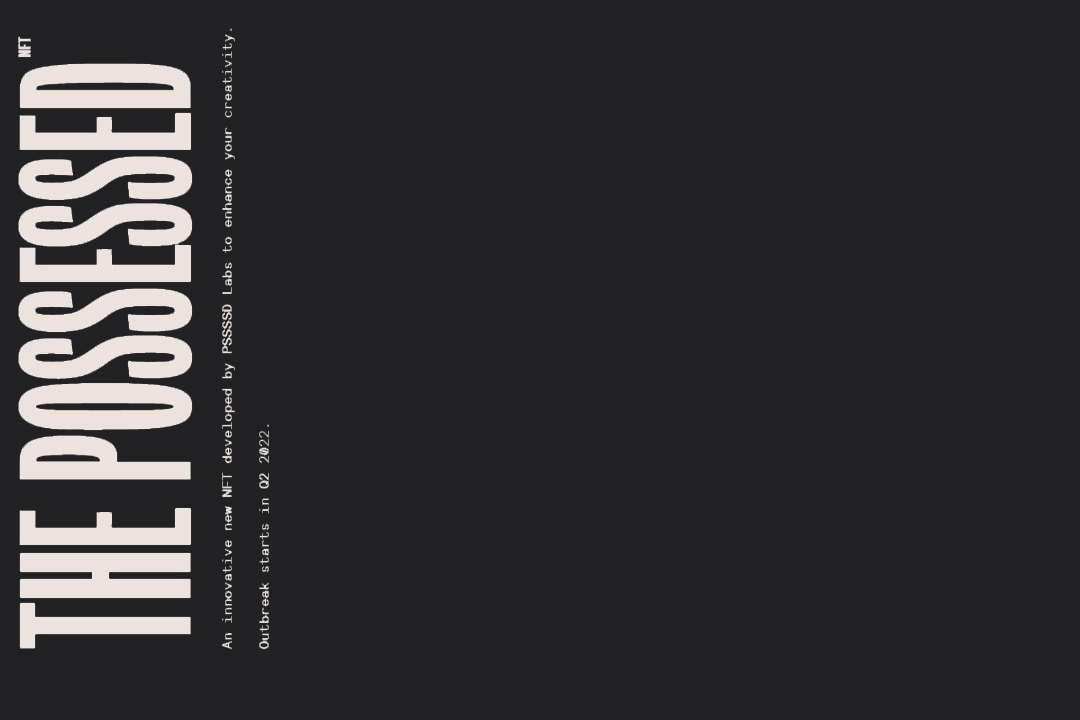 THE POSSESSED NFT
An innovative new NFT developed by PSSSSD Labs to enhance your creativity.
Outbreak starts in Q2 2022.